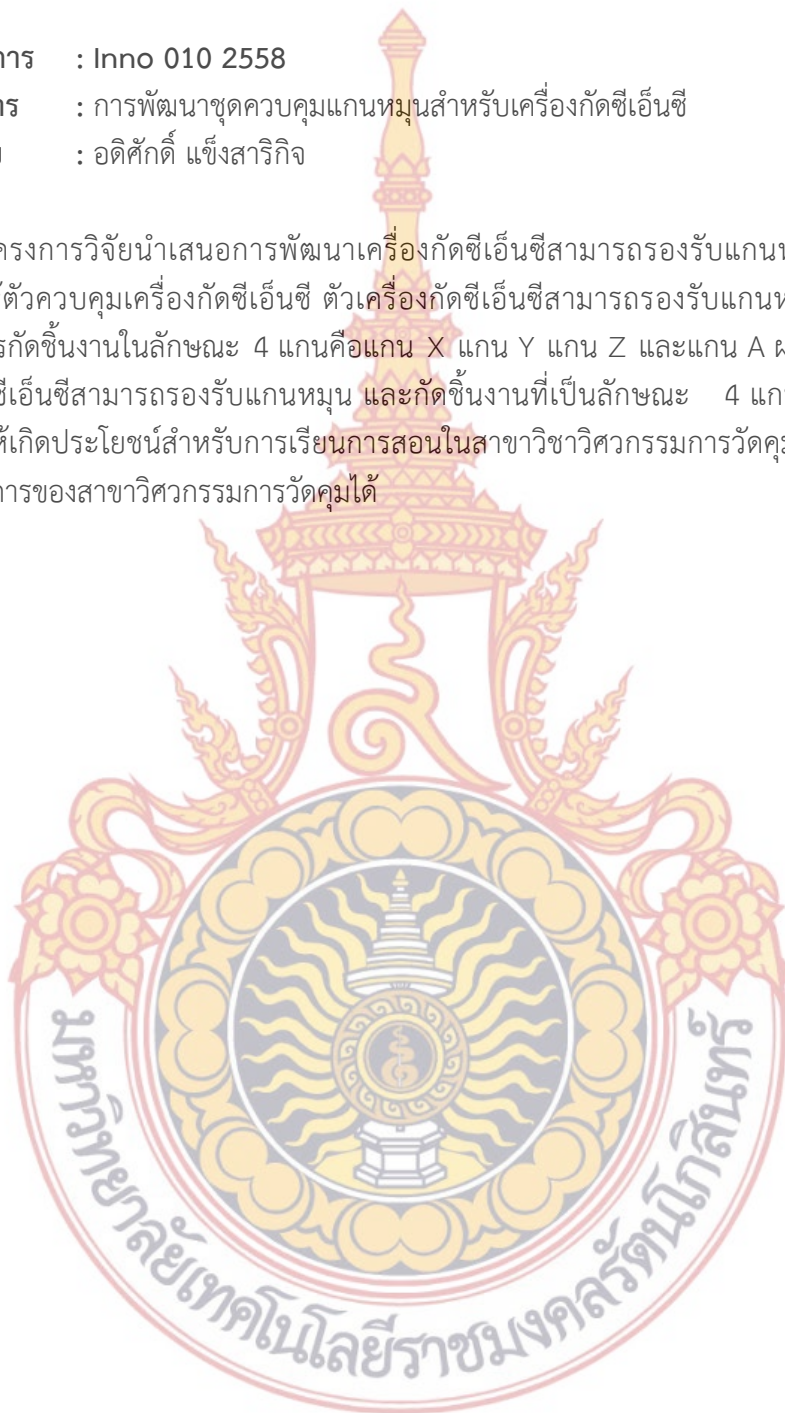 การ : Inno 010 2558
: การพัฒนาชุดควบคุมแกนหมุนสำหรับเครื่องกัดซีเอ็นซี
: อดิศักดิ์ แข็งสาริกิจ
ครงการวิจัยนำเสนอการพัฒนาเครื่องกัดซีเอ็นซีสามารถรองรับแกน
ตัวควบคุมเครื่องกัดซีเอ็นซี ตัวเครื่องกัดซีเอ็นซีสามารถรองรับแกน
กัดชิ้นงานในลักษณะ 4 แกนคือแกน X แกน Y แกน Z และแกน A
ซีเอ็นซีสามารถรองรับแกนหมุน และกัดชิ้นงานที่เป็นลักษณะ 4
ห้เกิดประโยชน์สำหรับการเรียนการสอนในสาขาวิชาวิศวกรรมการวัดคุ
การของสาขาวิศวกรรมการวัดคุมได้
มหาวิทยาลัยเทคโนโลยีราชมงคลรัตนโกสินทร์